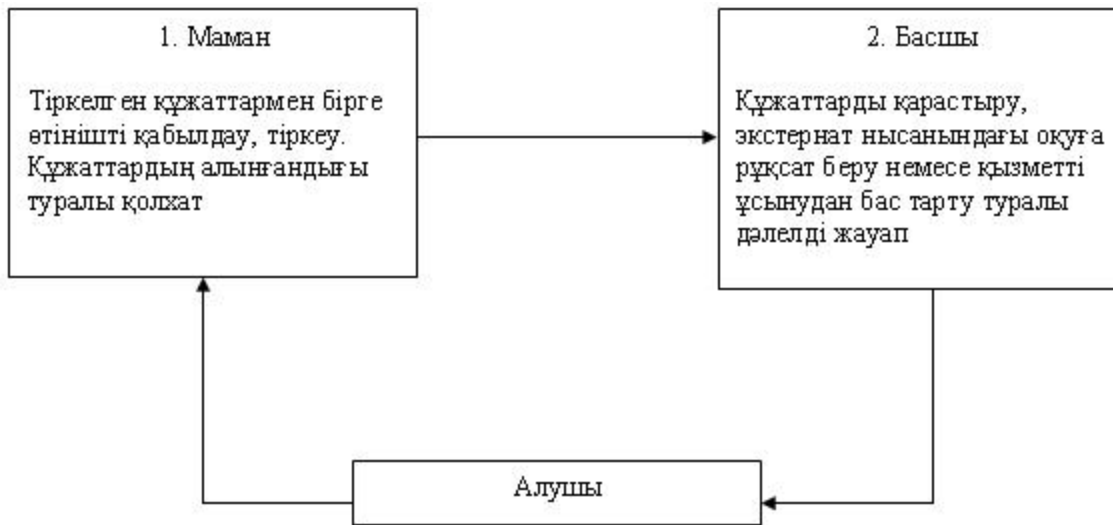 1. Маман
Тіркелген құжаттармен бірге
өтінішті қабылдау, тіркеу.
Құжаттардың алынғандығы
туралы қолхат
2. Басшы
Құжаттарды қарастыру,
экстернат нысанындағы оқуға
рұқсат беру немесе қызметті
ұсынудан бас тарту туралы
дәлелді жауап
Алушы